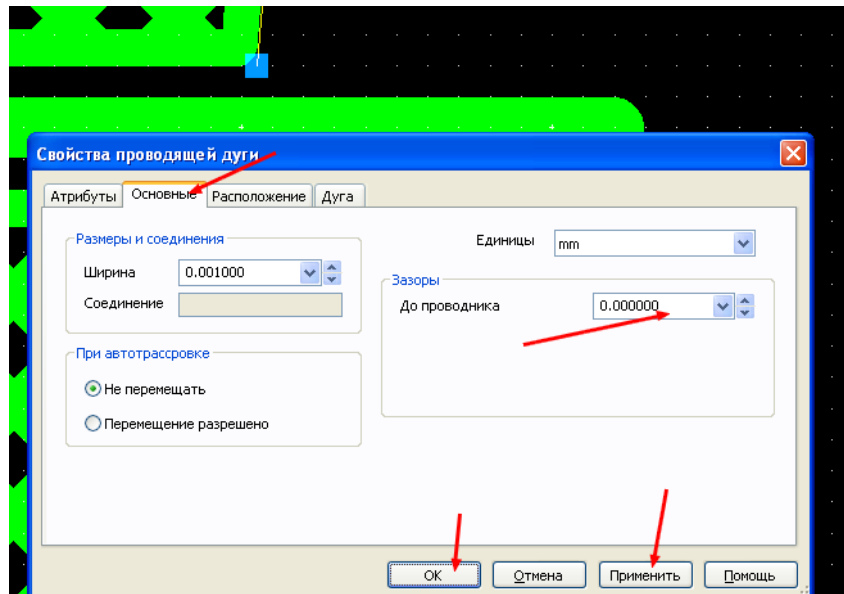 Свойства проводящей дуги
Атрибуты Основные Расположение Дуга
Размеры и соединения
Ширина 0.001000
Соединение
При автотрассровке
Не перемещать
Перемещение разрешено
Единицы mm
Зазоры
До проводника 0.000000
OK Отмена Применить Помощь